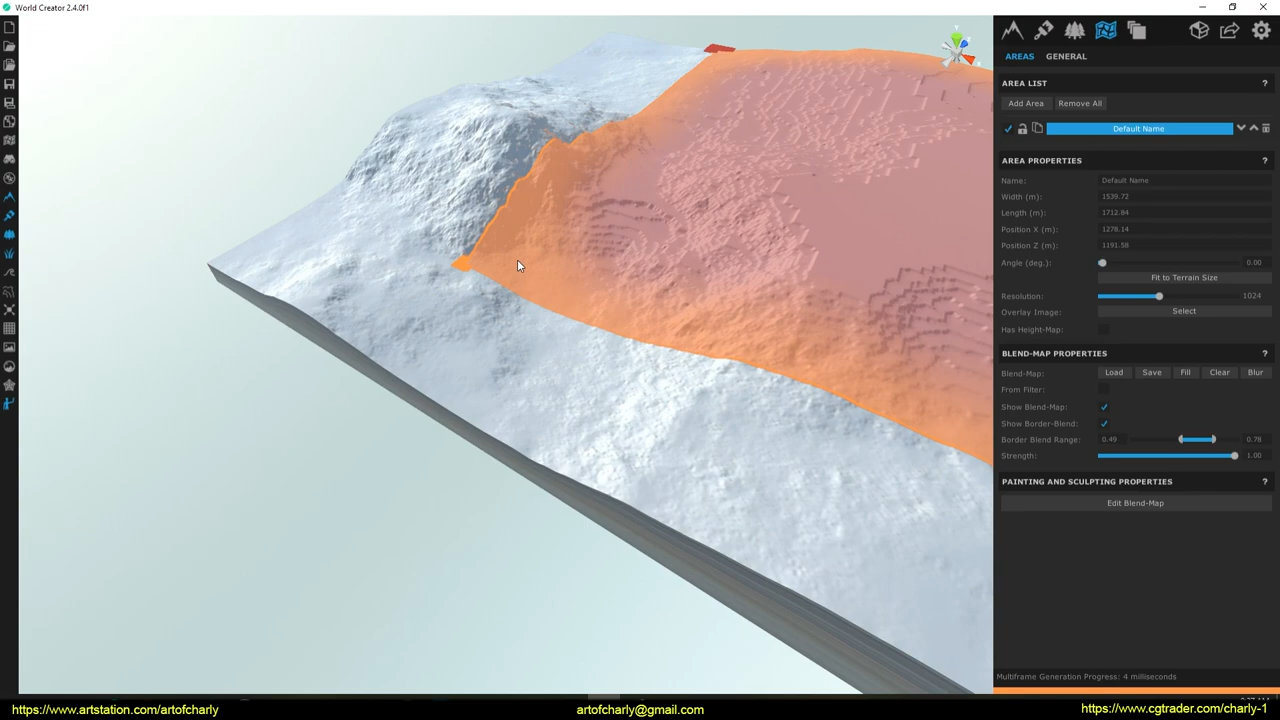 World Creator 2.4.0f1
AREAS GENERAL
AREA LIST ?
Add Area Remove All
Default Name
AREA PROPERTIES ?
Name: Default Name
Width (m): 1539.72
Length (m): 1712.84
Position X (m): 1278.14
Position Z (m): 1191.58
Angle (deg.): 0.00
Fit to Terrain Size
Resolution: 1024
Overlay Image: Select
Has Height-Map:
BLEND-MAP PROPERTIES ?
Blend-Map: Load Save Fill Clear Blur
From Filter:
Show Blend-Map:
Show Border-Blend:
Border Blend Range: 0.49 0.78
Strength: 1.00
PAINTING AND SCULPTING PROPERTIES ?
Edit Blend-Map
Multiframe Generation Progress: 4 milliseconds
https://www.artstation.com/artofcharly artofcharly@gmail.com https://www.cgtrader.com/charly-1